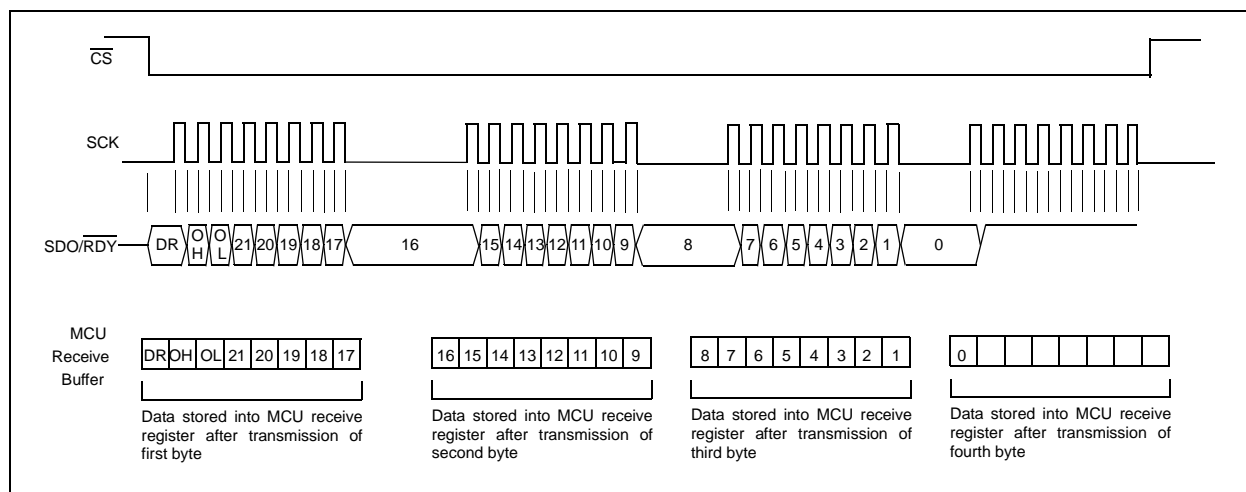 CS
SCK
SDO/RDY
DR OH OL 21 20 19 18 17 16 15 14 13 12 11 10 9 8 7 6 5 4 3 2 1 0
MCU
Receive
Buffer
DR OH OL 21 20 19 18 17
16 15 14 13 12 11 10 9
8 7 6 5 4 3 2 1
0
Data stored into MCU receive
register after transmission of
first byte
Data stored into MCU receive
register after transmission of
second byte
Data stored into MCU receive
register after transmission of
third byte
Data stored into MCU receive
register after transmission of
fourth byte